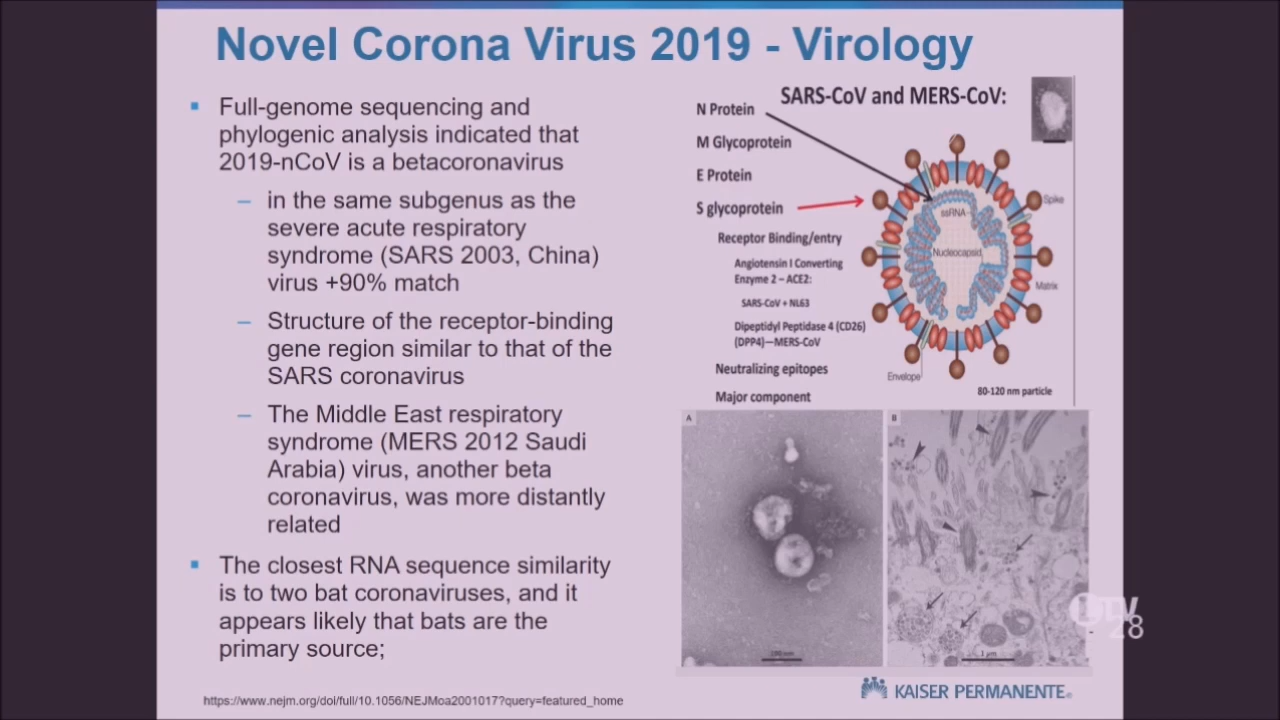 Novel Corona Virus 2019 - Virology
▪ Full-genome sequencing and
phylogenic analysis indicated that
2019-nCoV is a betacoronavirus
– in the same subgenus as the
severe acute respiratory
syndrome (SARS 2003, China)
virus +90% match
– Structure of the receptor-binding
gene region similar to that of the
SARS coronavirus
– The Middle East respiratory
syndrome (MERS 2012 Saudi
Arabia) virus, another beta
coronavirus, was more distantly
related
▪ The closest RNA sequence similarity
is to two bat coronaviruses, and it
appears likely that bats are the
primary source;
https://www.nejm.org/doi/full/10.1056/NEJMoa2001017?query=featured_home
SARS-CoV and MERS-CoV:
N Protein
M Glycoprotein
E Protein
S glycoprotein
Receptor Binding/entry
Angiotensin I Converting
Enzyme 2 – ACE2:
SARS-CoV + NL63
Dipeptidyl Peptidase 4 (CD26)
(DPP4)—MERS-CoV
Neutralizing epitopes
Major component
ssRNA
Nucleocapsid
Spike
Matrix
Envelope
80-120 nm particle
A
100 nm
B
1 μm
TV
28
KAISER PERMANENTE®